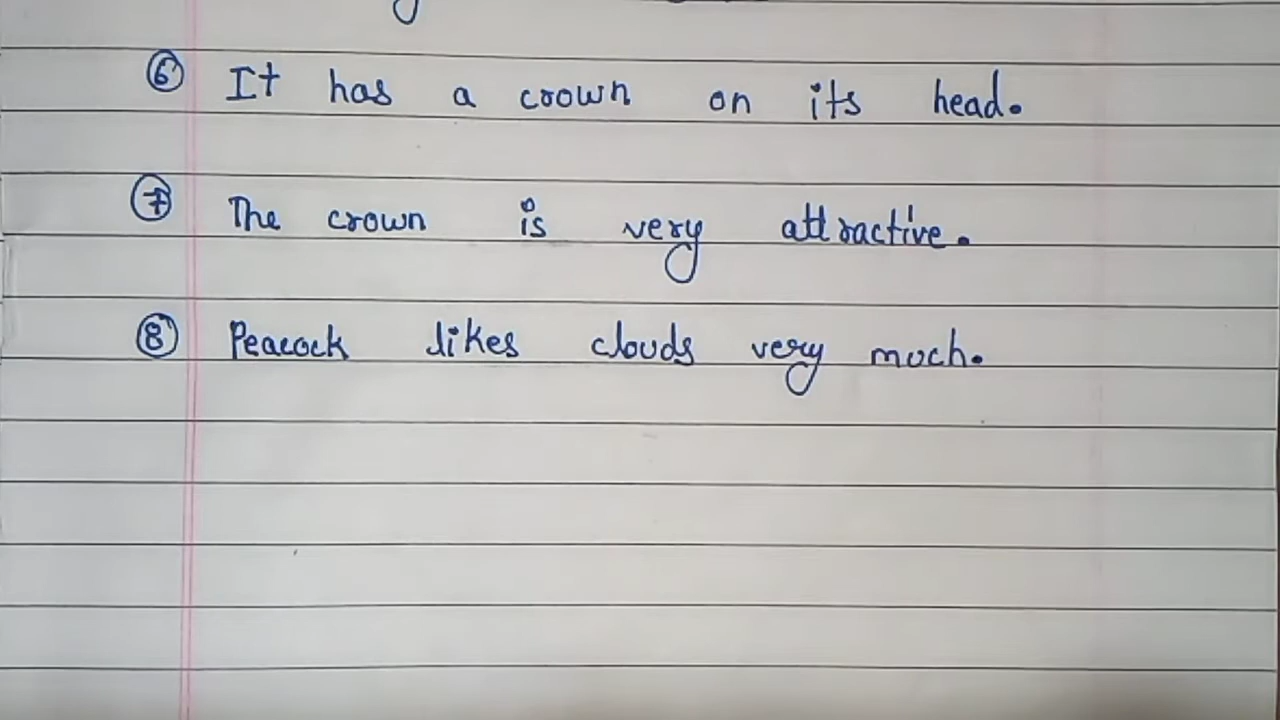 6 It has a crown on its head.
7 The crown is very attractive.
8 Peacock likes clouds very much.